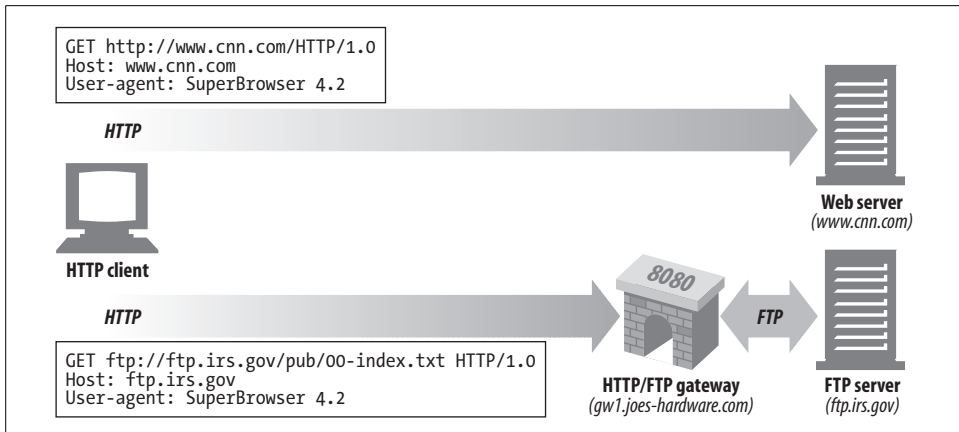 GET http://www.cnn.com/HTTP/1.0
Host: www.cnn.com
User-agent: SuperBrowser 4.2
HTTP
Web server
(www.cnn.com)
HTTP client
8080
HTTP
FTP
GET ftp://ftp.irs.gov/pub/00-index.txt HTTP/1.0
Host: ftp.irs.gov
User-agent: SuperBrowser 4.2
HTTP/FTP gateway
(gw1.joes-hardware.com)
FTP server
(ftp.irs.gov)